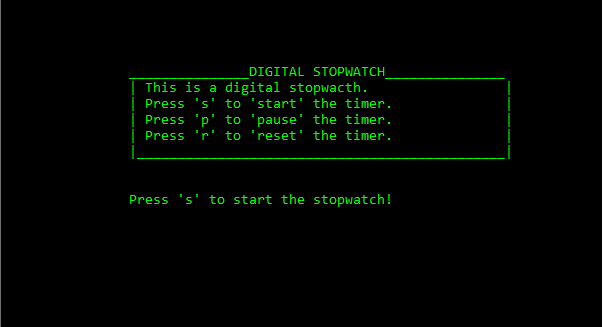 _______________DIGITAL STOPWATCH_______________
| This is a digital stopwacth.                 |
| Press 's' to 'start' the timer.              |
| Press 'p' to 'pause' the timer.              |
| Press 'r' to 'reset' the timer.              |
|______________________________________________|
Press 's' to start the stopwatch!